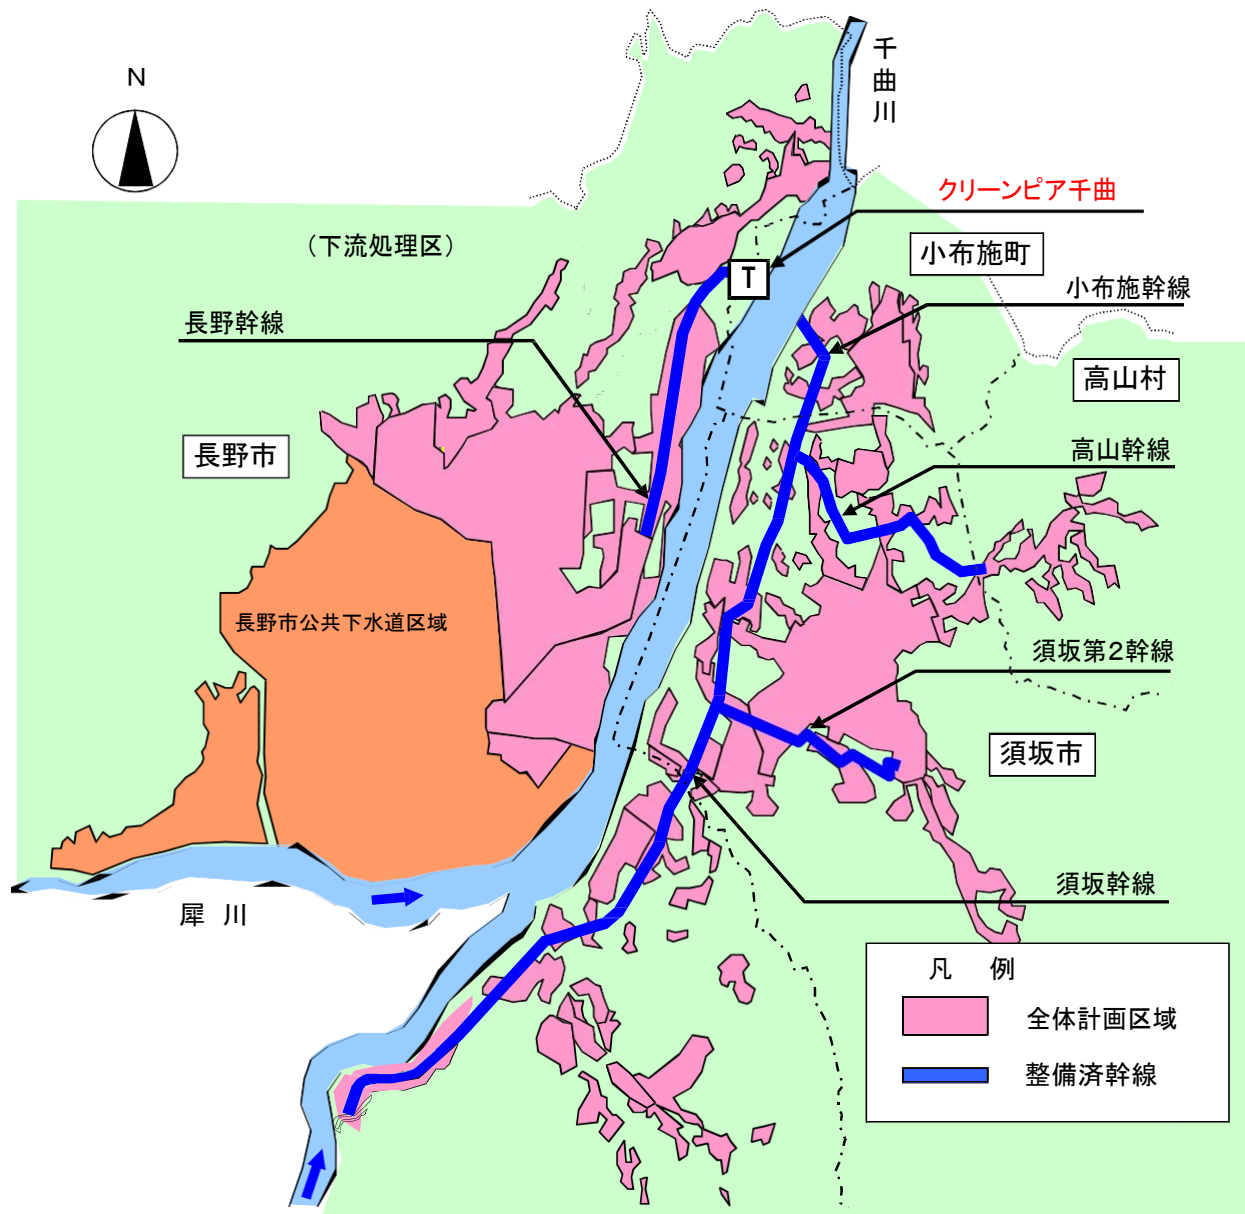 N
千曲川
クリーンピア千曲
(下流処理区)
小布施町
T
小布施幹線
長野幹線
高山村
長野市
高山幹線
長野市公共下水道区域
須坂第2幹線
須坂市
須坂幹線
犀川
凡 例
全体計画区域
整備済幹線